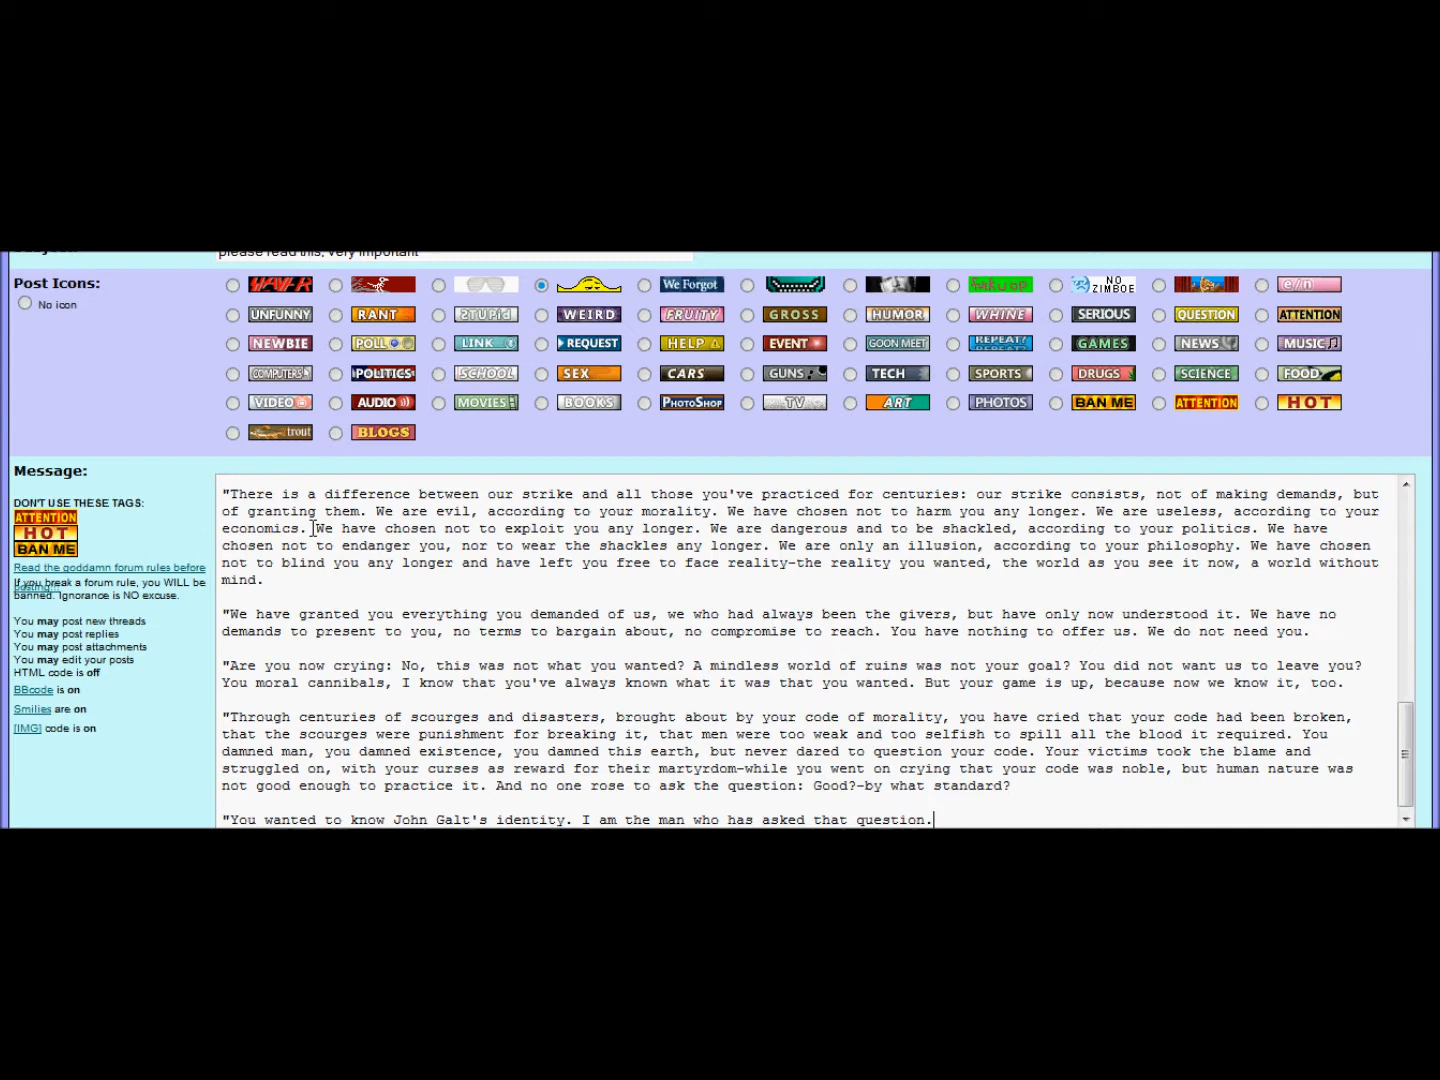 please read this, very important
Post Icons:
No icon
We Forgot
NO ZIMBOE
e/n
UNFUNNY RANT 2TUPid WEIRD FRUITY GROSS HUMOR WHINE SERIOUS QUESTION ATTENTION
NEWBIE POLL LINK REQUEST HELP EVENT GOON MEET REPEAT? REPEAT? GAMES NEWS MUSIC
COMPUTERS POLITICS SCHOOL SEX CARS GUNS TECH SPORTS DRUGS SCIENCE FOOD
VIDEO AUDIO MOVIES BOOKS PHOTOSHOP TV ART PHOTOS BAN ME ATTENTION HOT
trout BLOGS
Message:
DON'T USE THESE TAGS:
ATTENTION
HOT
BAN ME
Read the goddamn forum rules before
posting!!!
If you break a forum rule, you WILL be
banned. Ignorance is NO excuse.
You may post new threads
You may post replies
You may post attachments
You may edit your posts
HTML code is off
BBcode is on
Smilies are on
[IMG] code is on
"There is a difference between our strike and all those you've practiced for centuries: our strike consists, not of making demands, but
of granting them. We are evil, according to your morality. We have chosen not to harm you any longer. We are useless, according to your
economics. We have chosen not to exploit you any longer. We are dangerous and to be shackled, according to your politics. We have
chosen not to endanger you, nor to wear the shackles any longer. We are only an illusion, according to your philosophy. We have chosen
not to blind you any longer and have left you free to face reality-the reality you wanted, the world as you see it now, a world without
mind.
"We have granted you everything you demanded of us, we who had always been the givers, but have only now understood it. We have no
demands to present to you, no terms to bargain about, no compromise to reach. You have nothing to offer us. We do not need you.
"Are you now crying: No, this was not what you wanted? A mindless world of ruins was not your goal? You did not want us to leave you?
You moral cannibals, I know that you've always known what it was that you wanted. But your game is up, because now we know it, too.
"Through centuries of scourges and disasters, brought about by your code of morality, you have cried that your code had been broken,
that the scourges were punishment for breaking it, that men were too weak and too selfish to spill all the blood it required. You
damned man, you damned existence, you damned this earth, but never dared to question your code. Your victims took the blame and
struggled on, with your curses as reward for their martyrdom-while you went on crying that your code was noble, but human nature was
not good enough to practice it. And no one rose to ask the question: Good?-by what standard?
"You wanted to know John Galt's identity. I am the man who has asked that question.